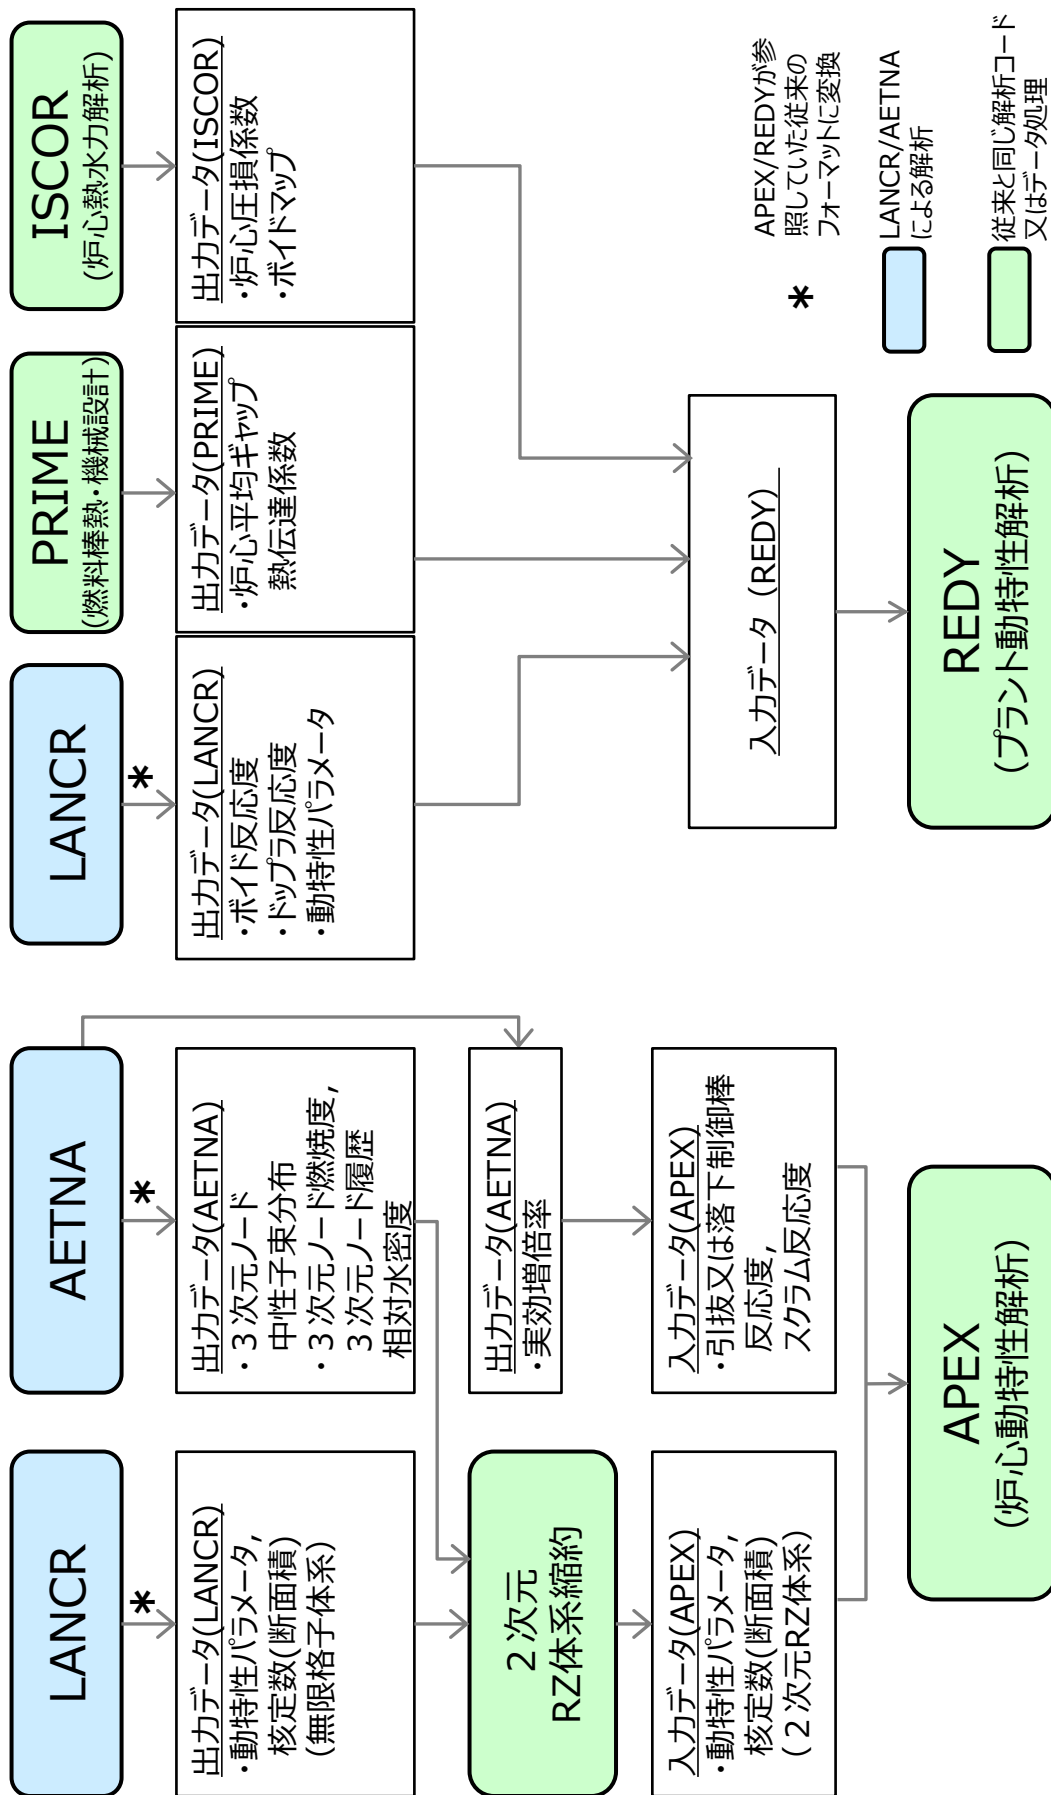 LANCR
*
出力データ(LANCR)
・動特性パラメータ,
核定数(断面積)
(無限格子体系)
2次元
RZ体系縮約
入力データ(APEX)
・動特性パラメータ,
核定数(断面積)
(2次元RZ体系)
AETNA
*
出力データ(AETNA)
・3次元ノード
中性子束分布
・3次元ノード燃焼度,
3次元ノード履歴
相対水密度
出力データ(AETNA)
・実効増倍率
入力データ(APEX)
・引抜又は落下制御棒
反応度,
スクラム反応度
APEX
(炉心動特性解析)
LANCR
*
出力データ(LANCR)
・ボイド反応度
・ドップラ反応度
・動特性パラメータ
PRIME
(燃料棒熱・機械設計)
出力データ(PRIME)
・炉心平均ギャップ
熱伝達係数
ISCOR
(炉心熱水力解析)
出力データ(ISCOR)
・炉心圧損係数
・ボイドマップ
入力データ(REDY)
REDY
(プラント動特性解析)
*
APEX/REDYが参
照していた従来の
フォーマットに変換
LANCR/AETNA
による解析
従来と同じ解析コード
又はデータ処理